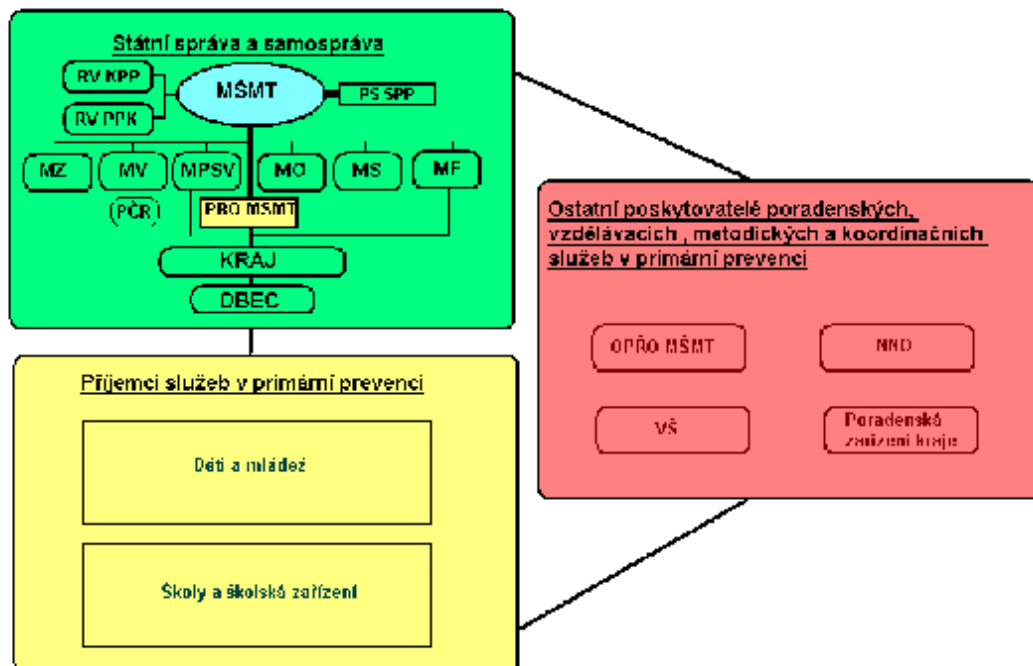 Státní správa a samospráva
RV KPP
MŠMT
PS SPP
RV PPK
MZ
MV
MPSV
MO
MS
MF
PČR
PRO MSMT
KRAJ
OBEC
Ostatní poskytovatelé poradenských,
vzdělávacích , metodických a koordinačních
služeb v primární prevenci
OPŘO MŠMT
NNO
VŠ
Poradenská
zarizení kraje
Příjemci služeb v primární prevenci
Děti a mládež
Školy a školská zařízení